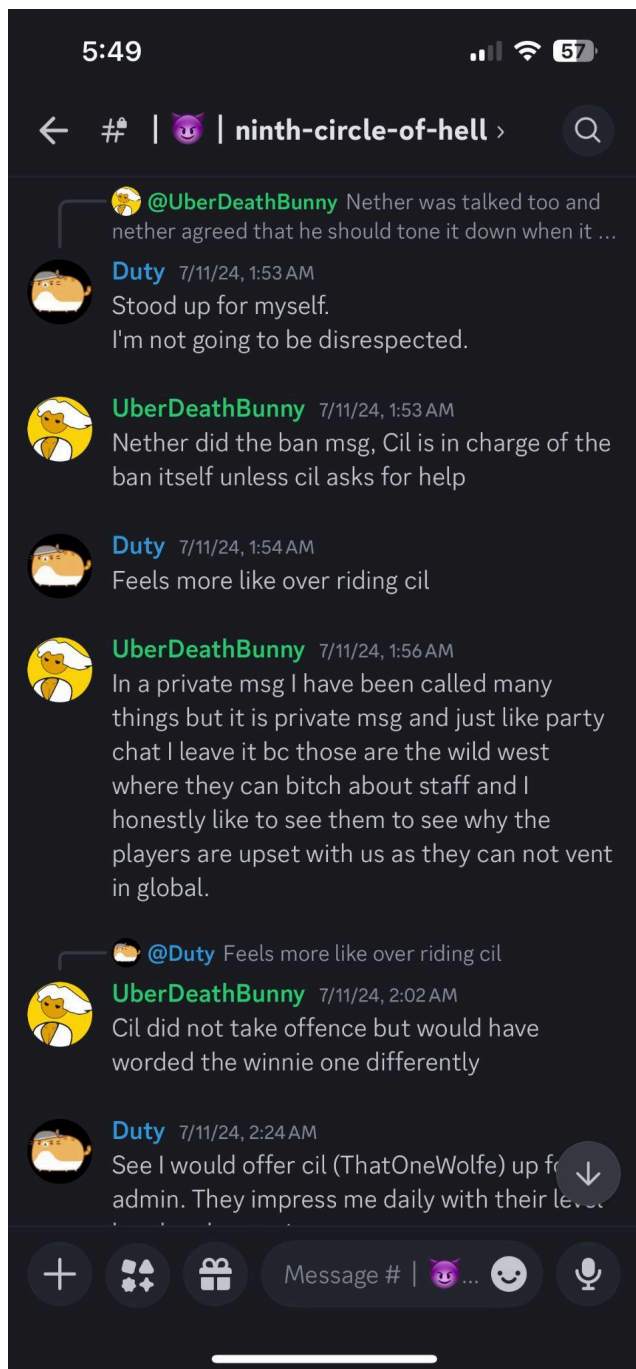 5:49
57
# | 😈 | ninth-circle-of-hell ›
@UberDeathBunny Nether was talked too and
nether agreed that he should tone it down when it ...
Duty 7/11/24, 1:53 AM
Stood up for myself.
I'm not going to be disrespected.
UberDeathBunny 7/11/24, 1:53 AM
Nether did the ban msg, Cil is in charge of the
ban itself unless cil asks for help
Duty 7/11/24, 1:54 AM
Feels more like over riding cil
UberDeathBunny 7/11/24, 1:56 AM
In a private msg I have been called many
things but it is private msg and just like party
chat I leave it bc those are the wild west
where they can bitch about staff and I
honestly like to see them to see why the
players are upset with us as they can not vent
in global.
@Duty Feels more like over riding cil
UberDeathBunny 7/11/24, 2:02 AM
Cil did not take offence but would have
worded the winnie one differently
Duty 7/11/24, 2:24 AM
See I would offer cil (ThatOneWolfe) up
admin. They impress me daily with their
Message # | 😈...